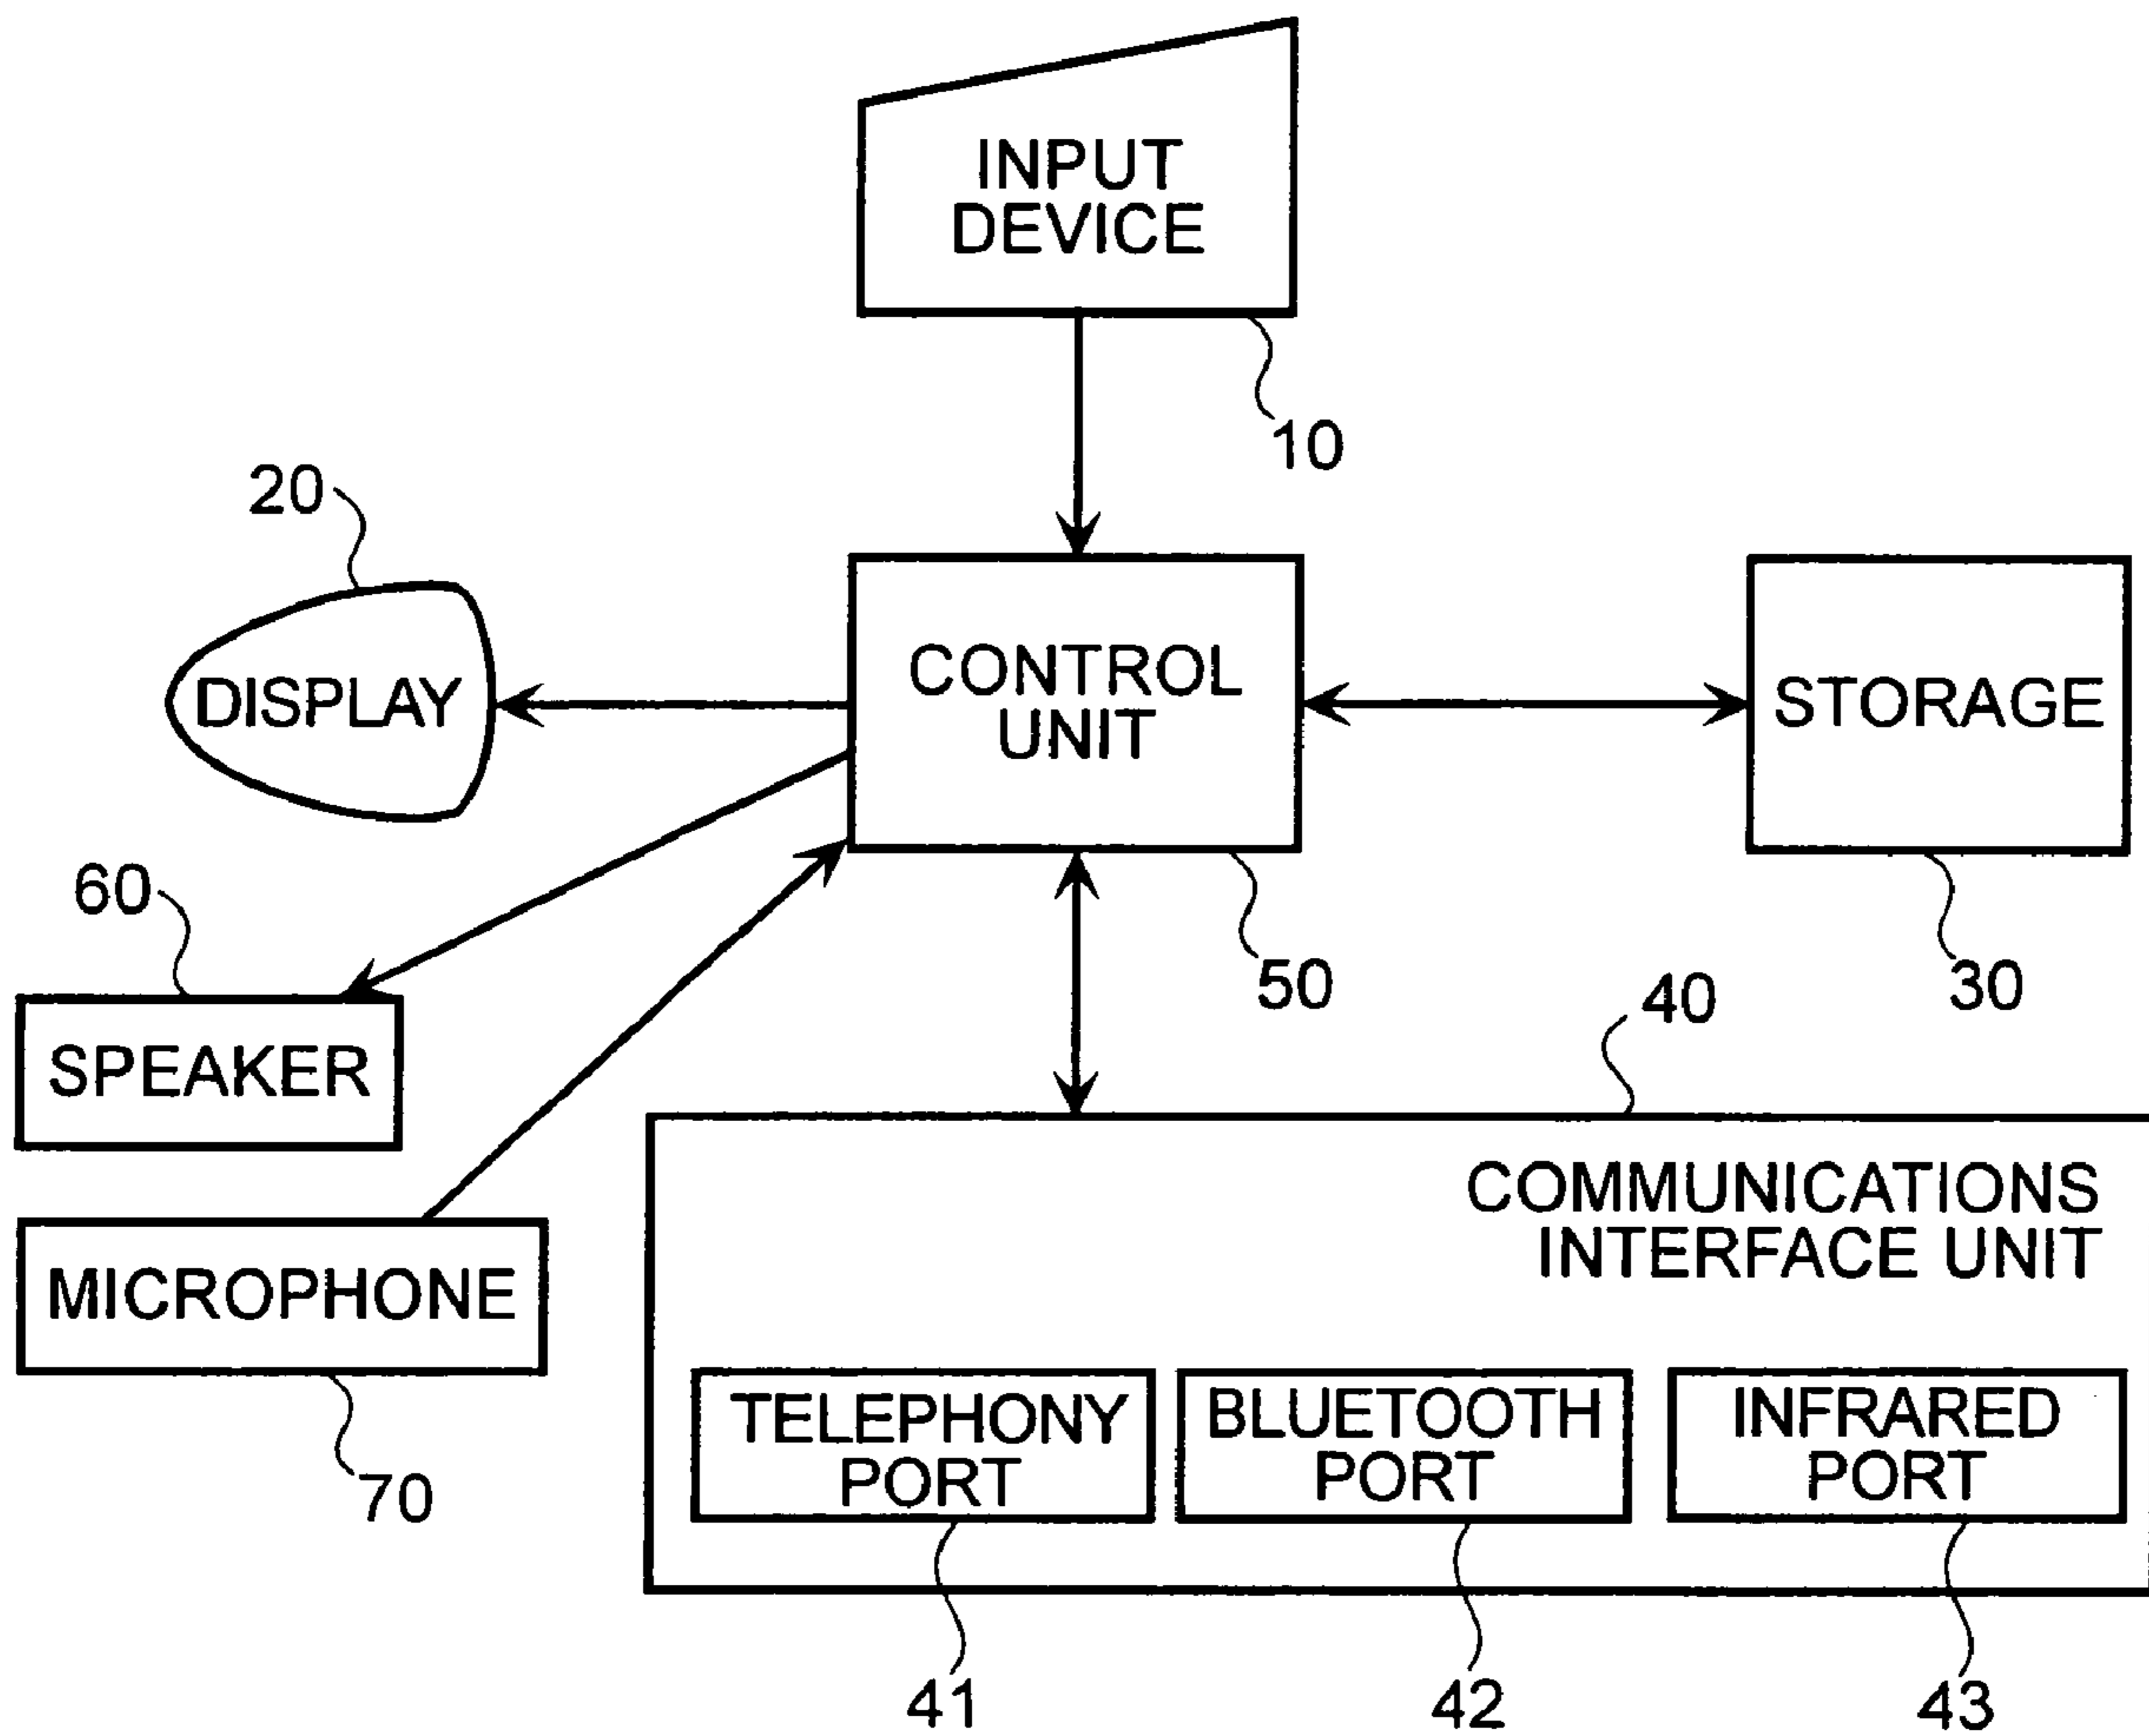 INPUT
DEVICE
10
20
DISPLAY
CONTROL
UNIT
STORAGE
60
50
40
30
SPEAKER
COMMUNICATIONS
INTERFACE UNIT
MICROPHONE
70
TELEPHONY
PORT
BLUETOOTH
PORT
INFRARED
PORT
41
42
43